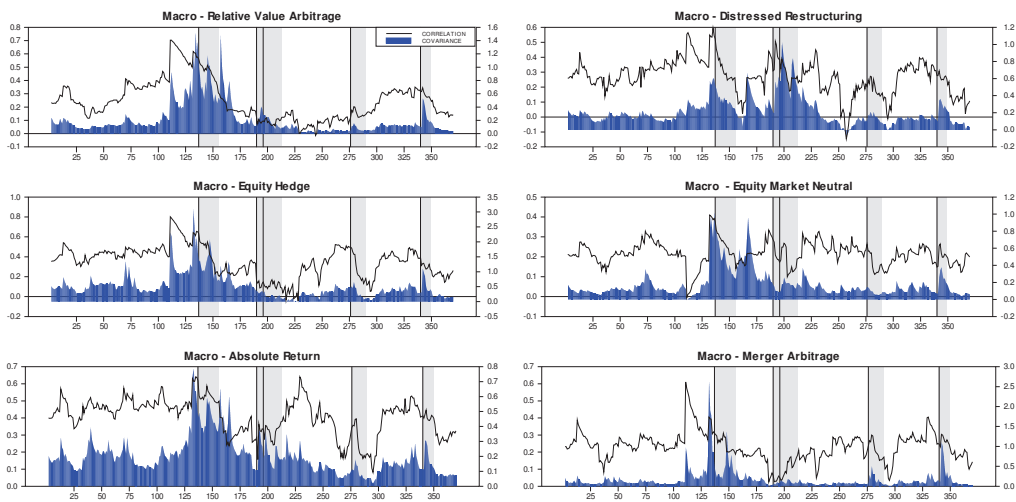 Macro - Relative Value Arbitrage
CORRELATION
COVARIANCE
0.8 0.7 0.6 0.5 0.4 0.3 0.2 0.1 0.0 -0.1
1.6 1.4 1.2 1.0 0.8 0.6 0.4 0.2 0.0 -0.2
25 50 75 100 125 150 175 200 225 250 275 300 325 350
Macro - Distressed Restructuring
0.6 0.5 0.4 0.3 0.2 0.1 0.0 -0.1 -0.2
1.2 1.0 0.8 0.6 0.4 0.2 0.0 -0.2
25 50 75 100 125 150 175 200 225 250 275 300 325 350
Macro - Equity Hedge
1.0 0.8 0.6 0.4 0.2 0.0 -0.2
3.5 3.0 2.5 2.0 1.5 1.0 0.5 0.0 -0.5
25 50 75 100 125 150 175 200 225 250 275 300 325 350
Macro - Equity Market Neutral
0.5 0.4 0.3 0.2 0.1 0.0 -0.1
1.2 1.0 0.8 0.6 0.4 0.2 0.0 -0.2
25 50 75 100 125 150 175 200 225 250 275 300 325 350
Macro - Absolute Return
0.7 0.6 0.5 0.4 0.3 0.2 0.1 0.0
0.8 0.7 0.6 0.5 0.4 0.3 0.2 0.1 0.0
25 50 75 100 125 150 175 200 225 250 275 300 325 350
Macro - Merger Arbitrage
0.7 0.6 0.5 0.4 0.3 0.2 0.1 0.0
3.0 2.5 2.0 1.5 1.0 0.5 0.0
25 50 75 100 125 150 175 200 225 250 275 300 325 350